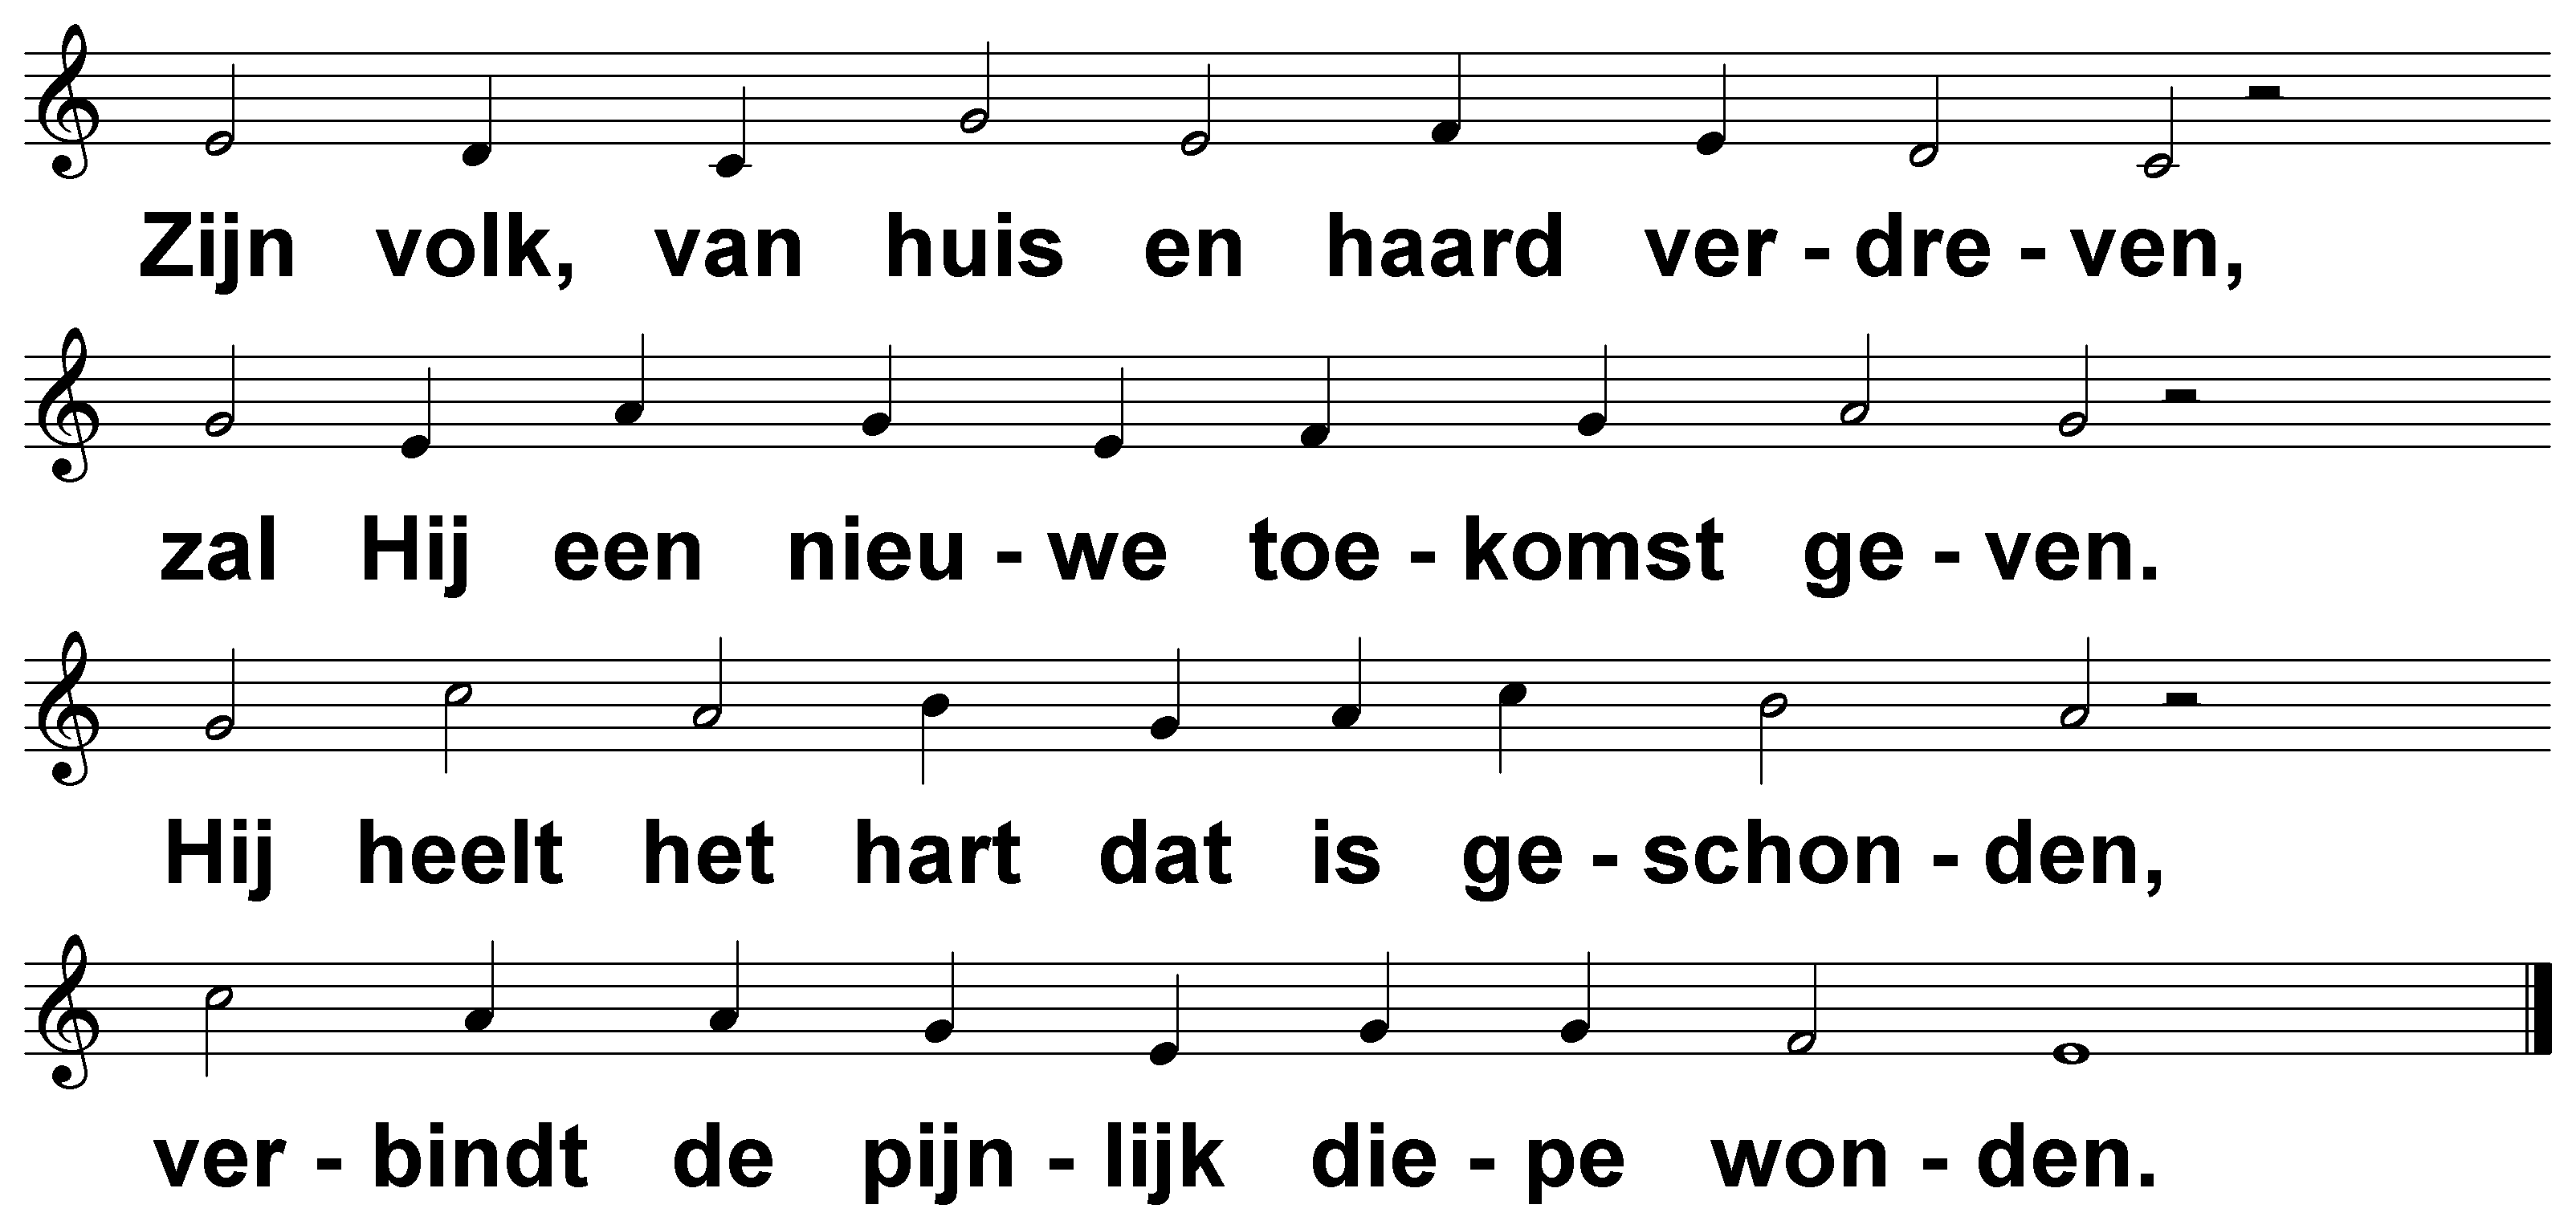 Zijn volk, van huis en haard ver - dre - ven,
zal Hij een nieu - we toe - komst ge - ven.
Hij heelt het hart dat is ge - schon - den,
ver - bindt de pijn - lijk die - pe won - den.